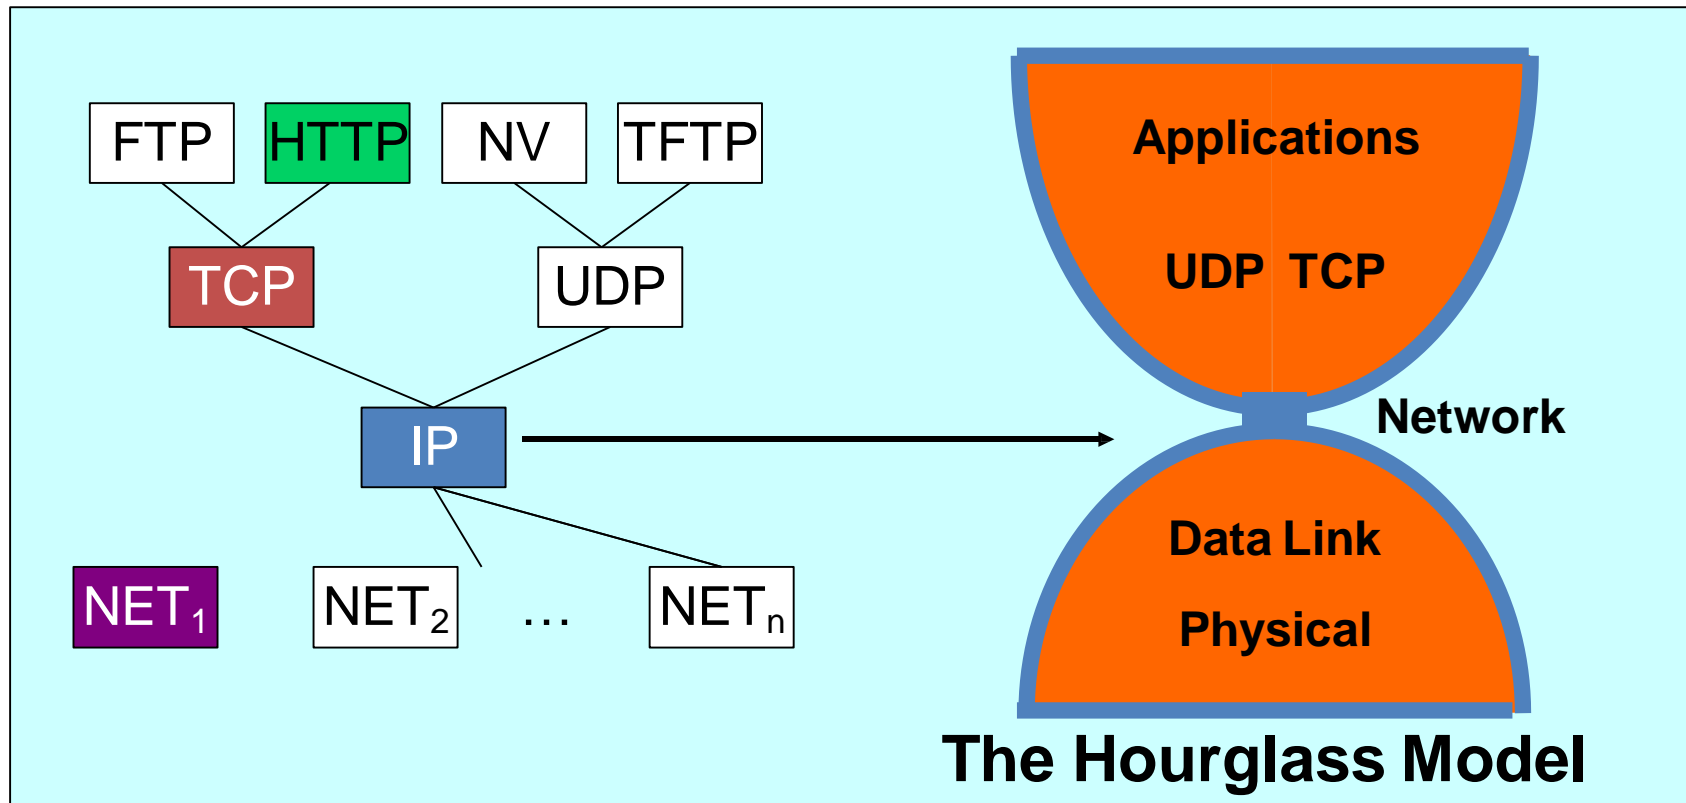 FTP HTTP NV TFTP
TCP UDP
IP
NET₁ NET₂ … NETₙ
Applications
UDP TCP
Network
Data Link
Physical
The Hourglass Model